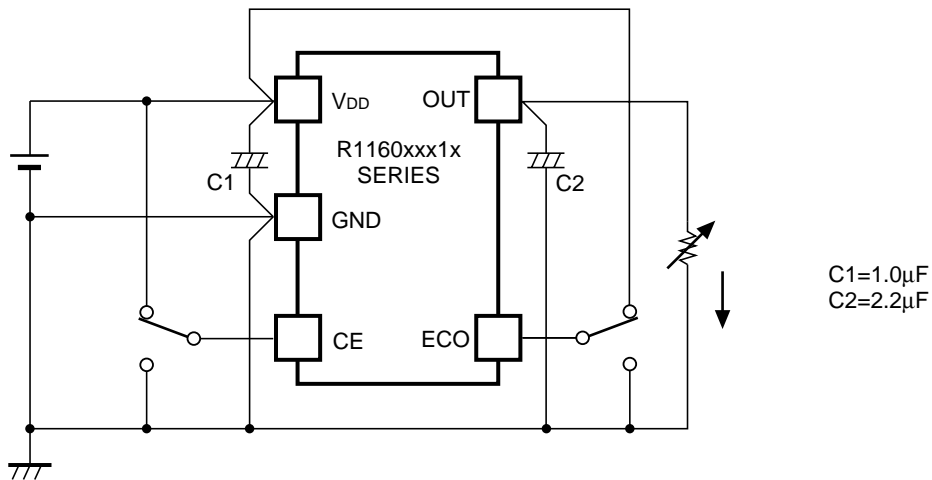 VDD
OUT
R1160xxx1x
SERIES
C1
C2
GND
CE
ECO
C1=1.0μF
C2=2.2μF